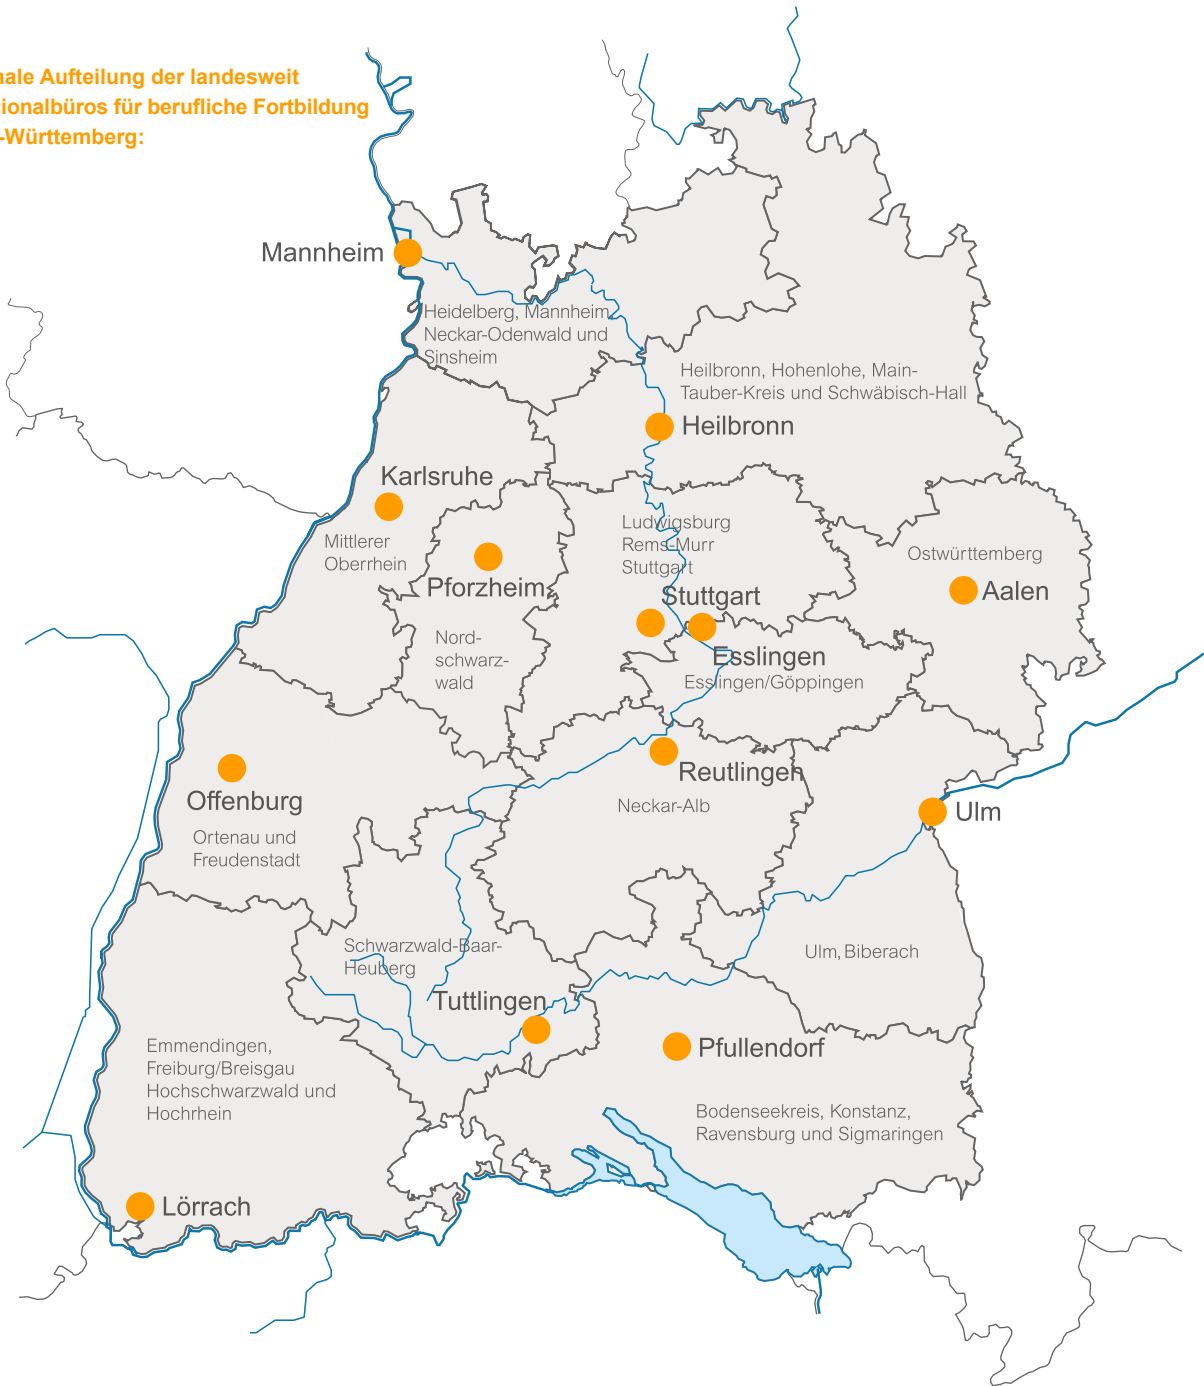 nale Aufteilung der landesweit
ionalbüros für berufliche Fortbildung
-Württemberg:
Mannheim
Heidelberg, Mannheim,
Neckar-Odenwald und
Sinsheim
Heilbronn, Hohenlohe, Main-
Tauber-Kreis und Schwäbisch-Hall
Heilbronn
Karlsruhe
Mittlerer
Oberrhein
Pforzheim
Nord-
schwarz-
wald
Ludwigsburg
Rems-Murr
Stuttgart
Stuttgart
Esslingen
Esslingen/Göppingen
Ostwürttemberg
Aalen
Reutlingen
Neckar-Alb
Offenburg
Ortenau und
Freudenstadt
Ulm
Ulm, Biberach
Schwarzwald-Baar-
Heuberg
Tuttlingen
Pfullendorf
Bodenseekreis, Konstanz,
Ravensburg und Sigmaringen
Emmendingen,
Freiburg/Breisgau
Hochschwarzwald und
Hochrhein
Lörrach